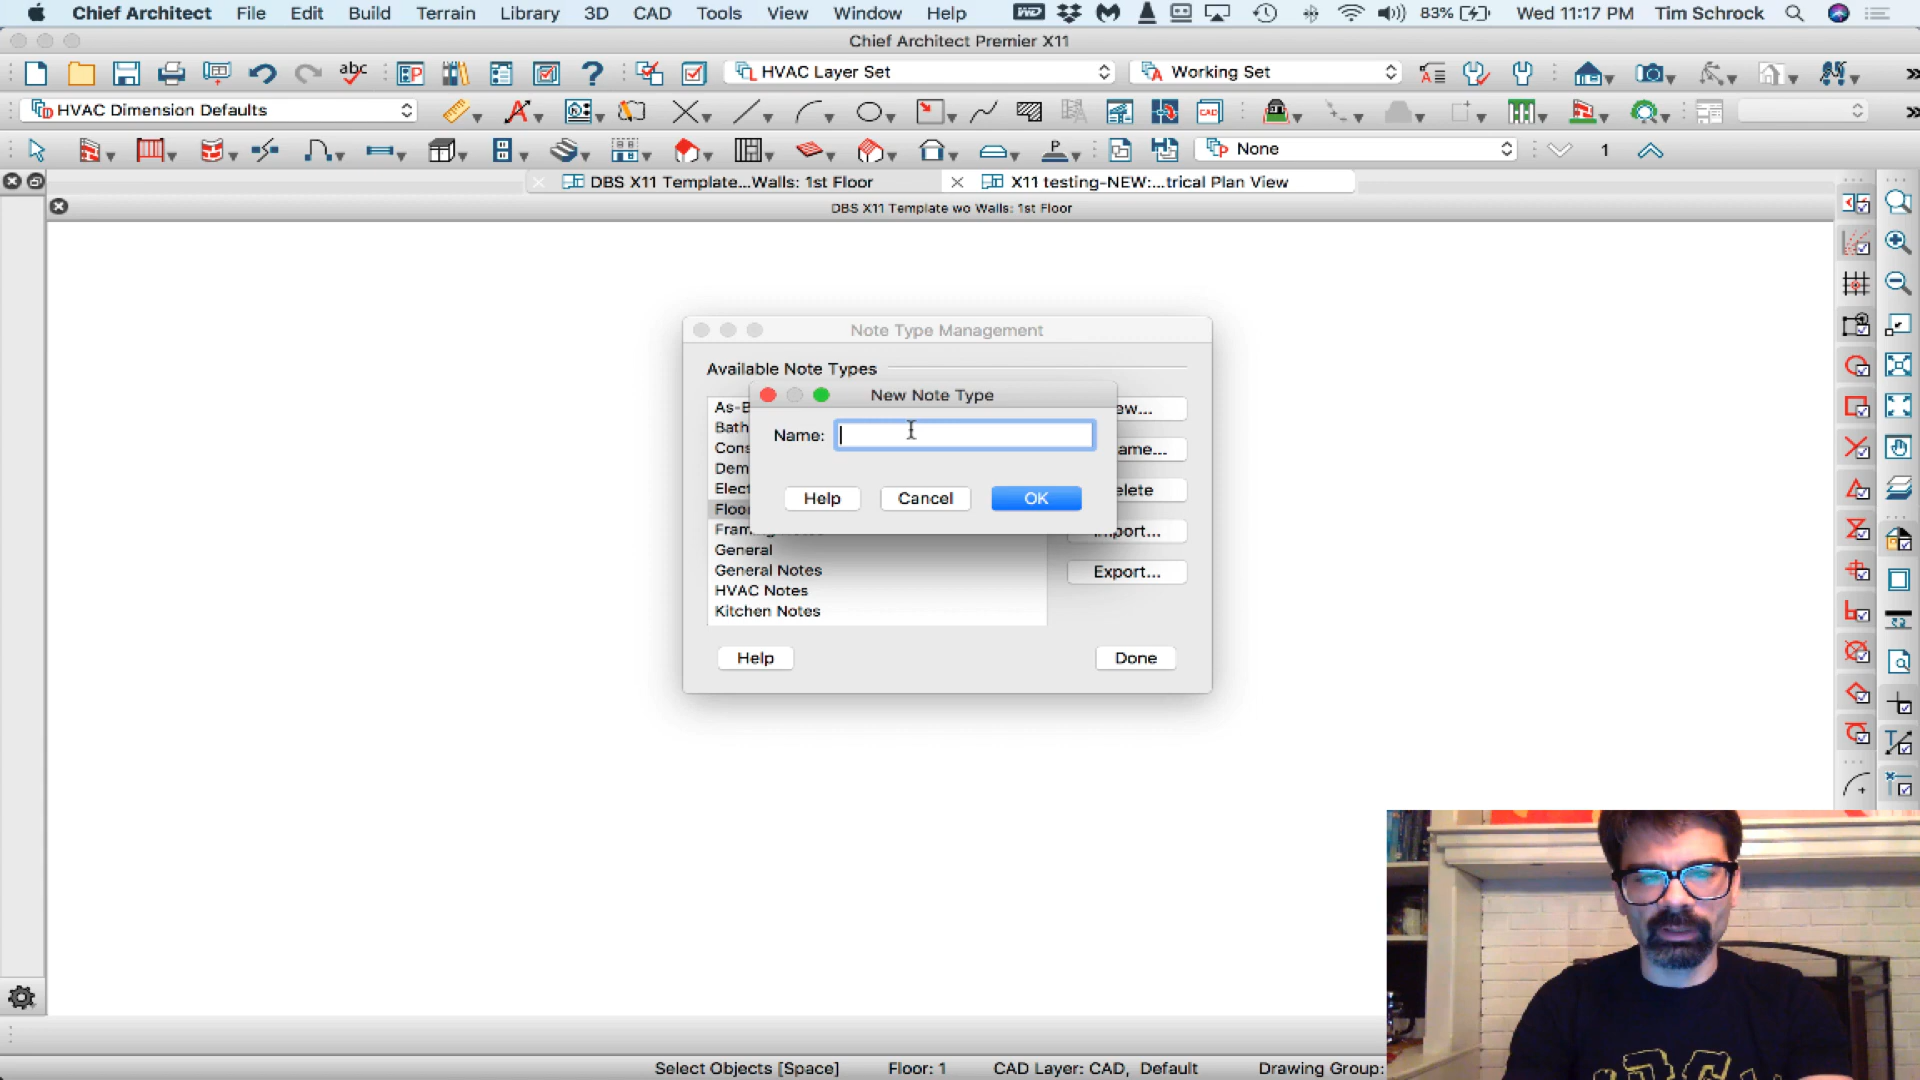 Chief Architect File Edit Build Terrain Library 3D CAD Tools View Window Help 83% Wed 11:17 PM Tim Schrock
Chief Architect Premier X11
abc HVAC Layer Set Working Set
HVAC Dimension Defaults
None 1
DBS X11 Template...Walls: 1st Floor X11 testing-NEW:...trical Plan View
DBS X11 Template wo Walls: 1st Floor
Note Type Management
Available Note Types
New Note Type
As-B
ew...
Bath
Name:
Cons
ame...
Dem
Elect
elete
Help Cancel OK
Floor
General
General Notes
Export...
HVAC Notes
Kitchen Notes
Help Done
Select Objects [Space] Floor: 1 CAD Layer: CAD, Default Drawing Group: